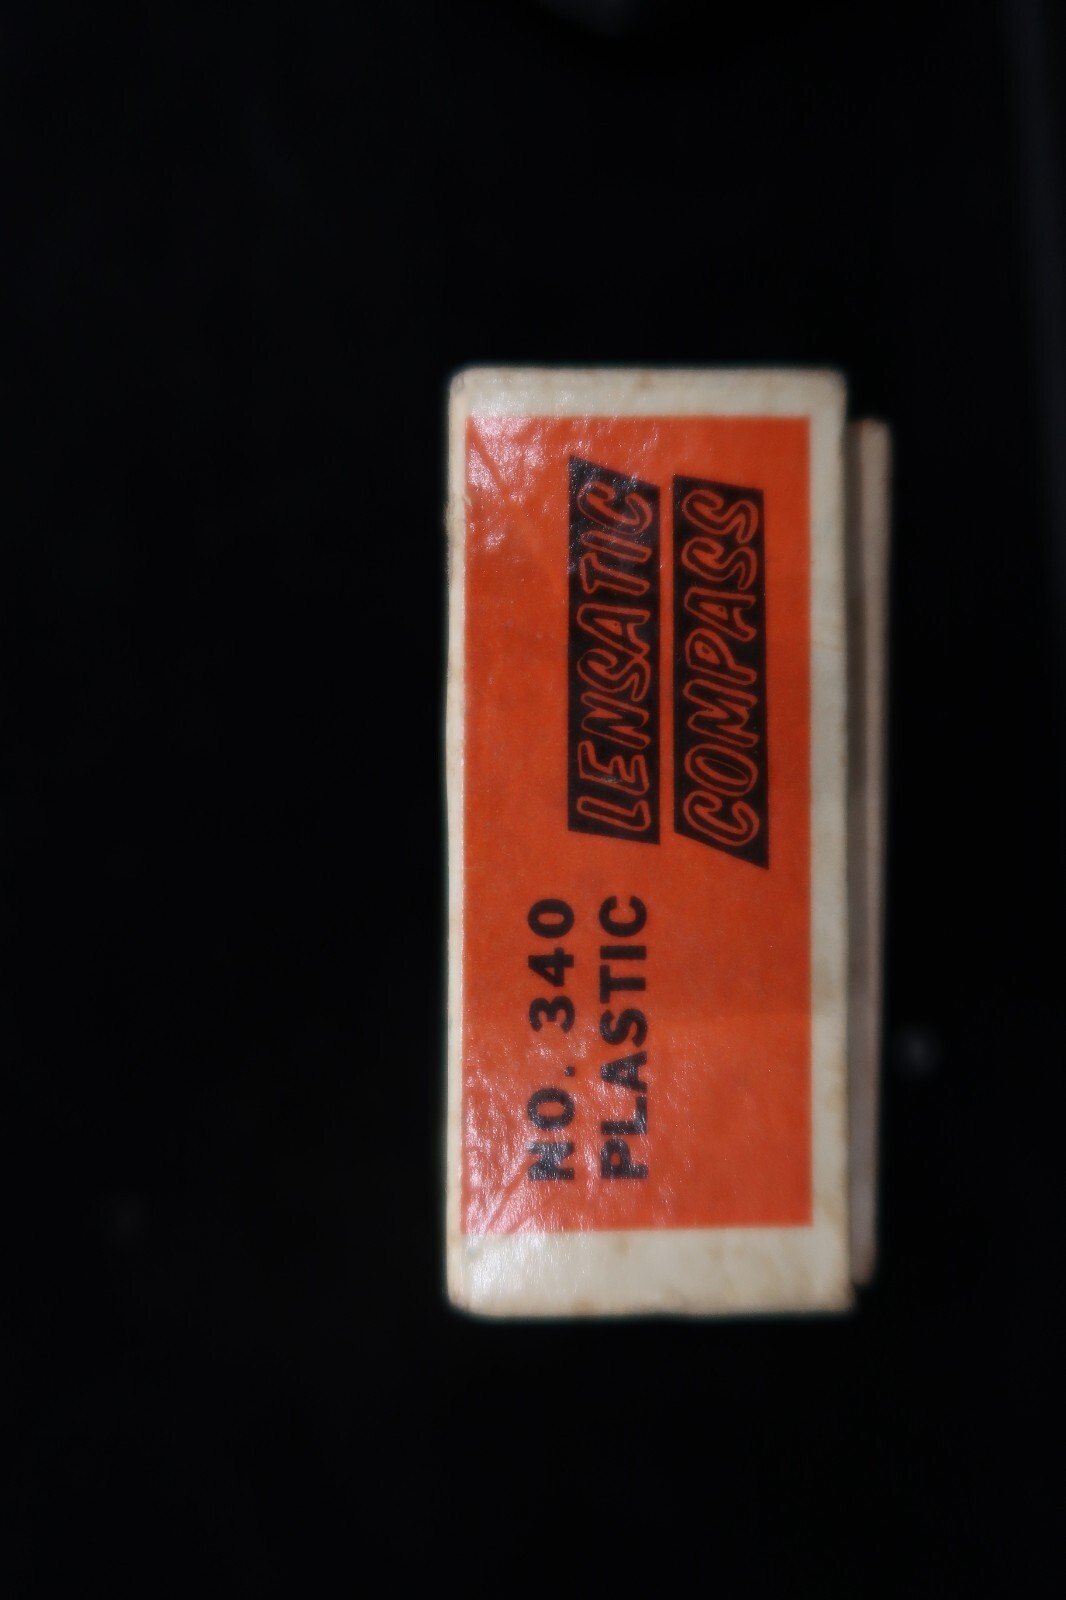 NO. 340
PLASTIC
LENSATIC
COMPASS